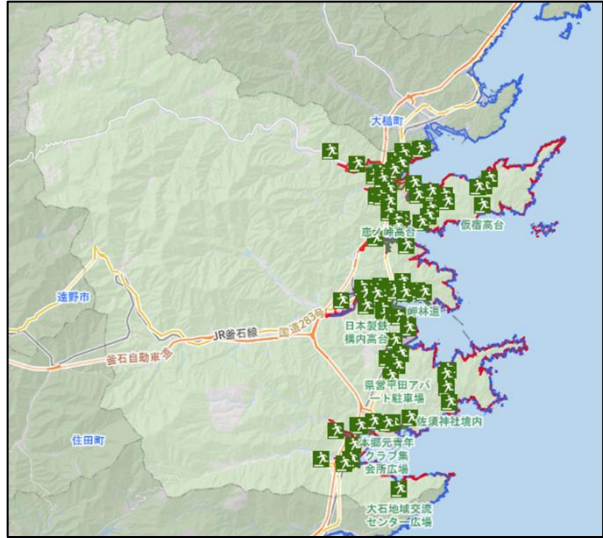 大槌町
仮宿高台
恋ノ峠高台
遠野市
JR釜石線
国道283号
岬林道
日本製鉄
構内高台
釜石自動車道
県営平田アパ
ート駐車場
佐須神社境内
住田町
本郷元青年
クラブ集
会所広場
大石地域交流
センター広場